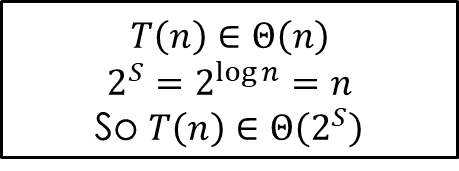 T(n) ∈ Θ(n)
2^S = 2^{log n} = n
So T(n) ∈ Θ(2^S)